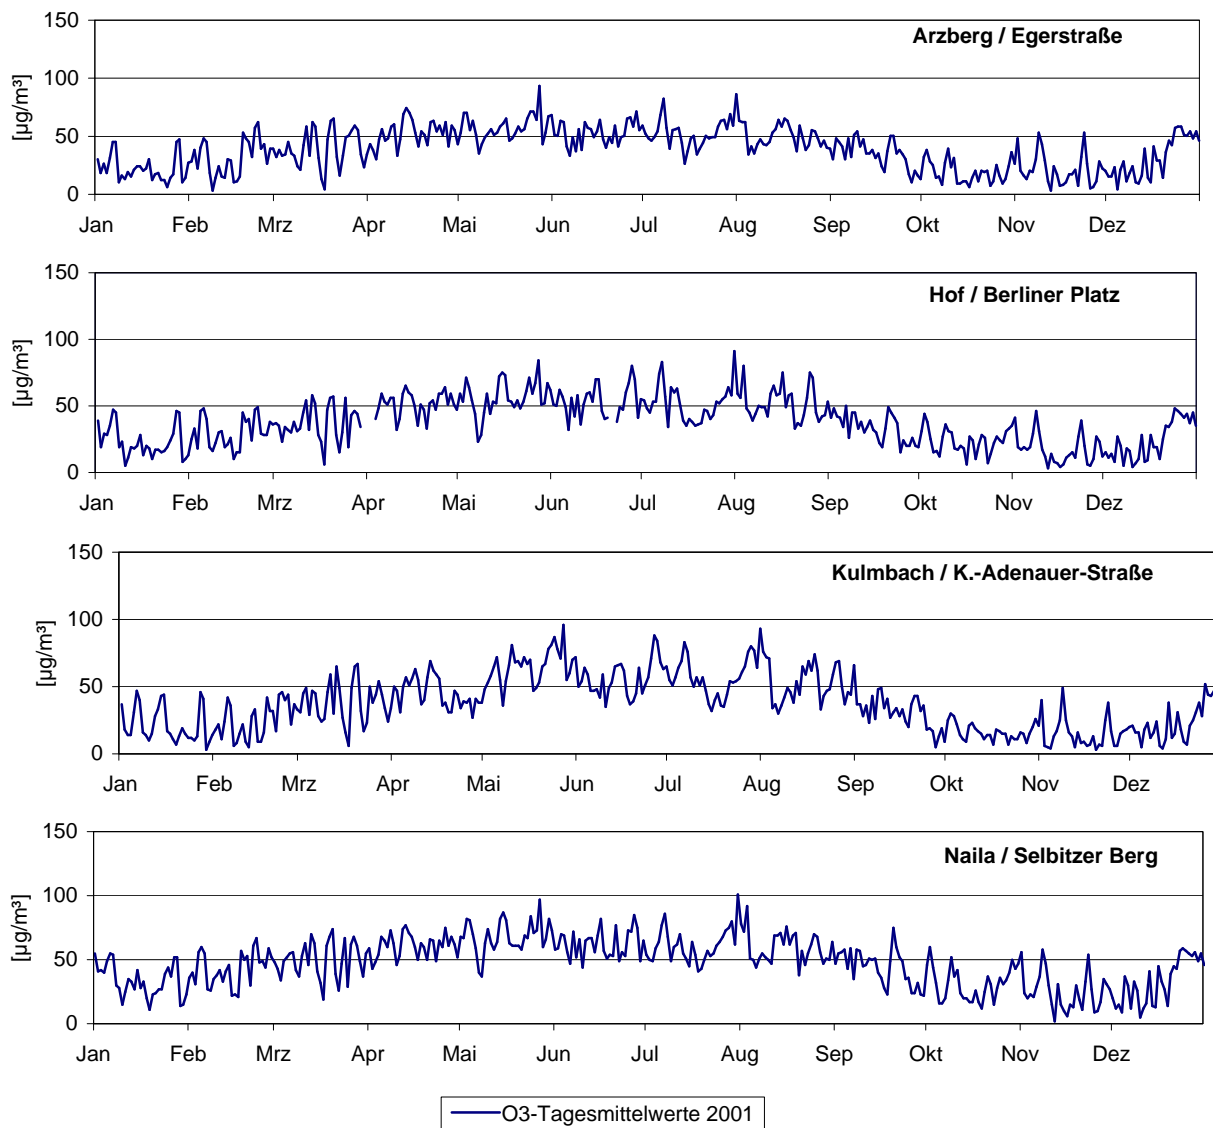 Arzberg / Egerstraße
[µg/m³]
150
100
50
0
Jan Feb Mrz Apr Mai Jun Jul Aug Sep Okt Nov Dez
Hof / Berliner Platz
[µg/m³]
150
100
50
0
Jan Feb Mrz Apr Mai Jun Jul Aug Sep Okt Nov Dez
Kulmbach / K.-Adenauer-Straße
[µg/m³]
150
100
50
0
Jan Feb Mrz Apr Mai Jun Jul Aug Sep Okt Nov Dez
Naila / Selbitzer Berg
[µg/m³]
150
100
50
0
Jan Feb Mrz Apr Mai Jun Jul Aug Sep Okt Nov Dez
O3-Tagesmittelwerte 2001